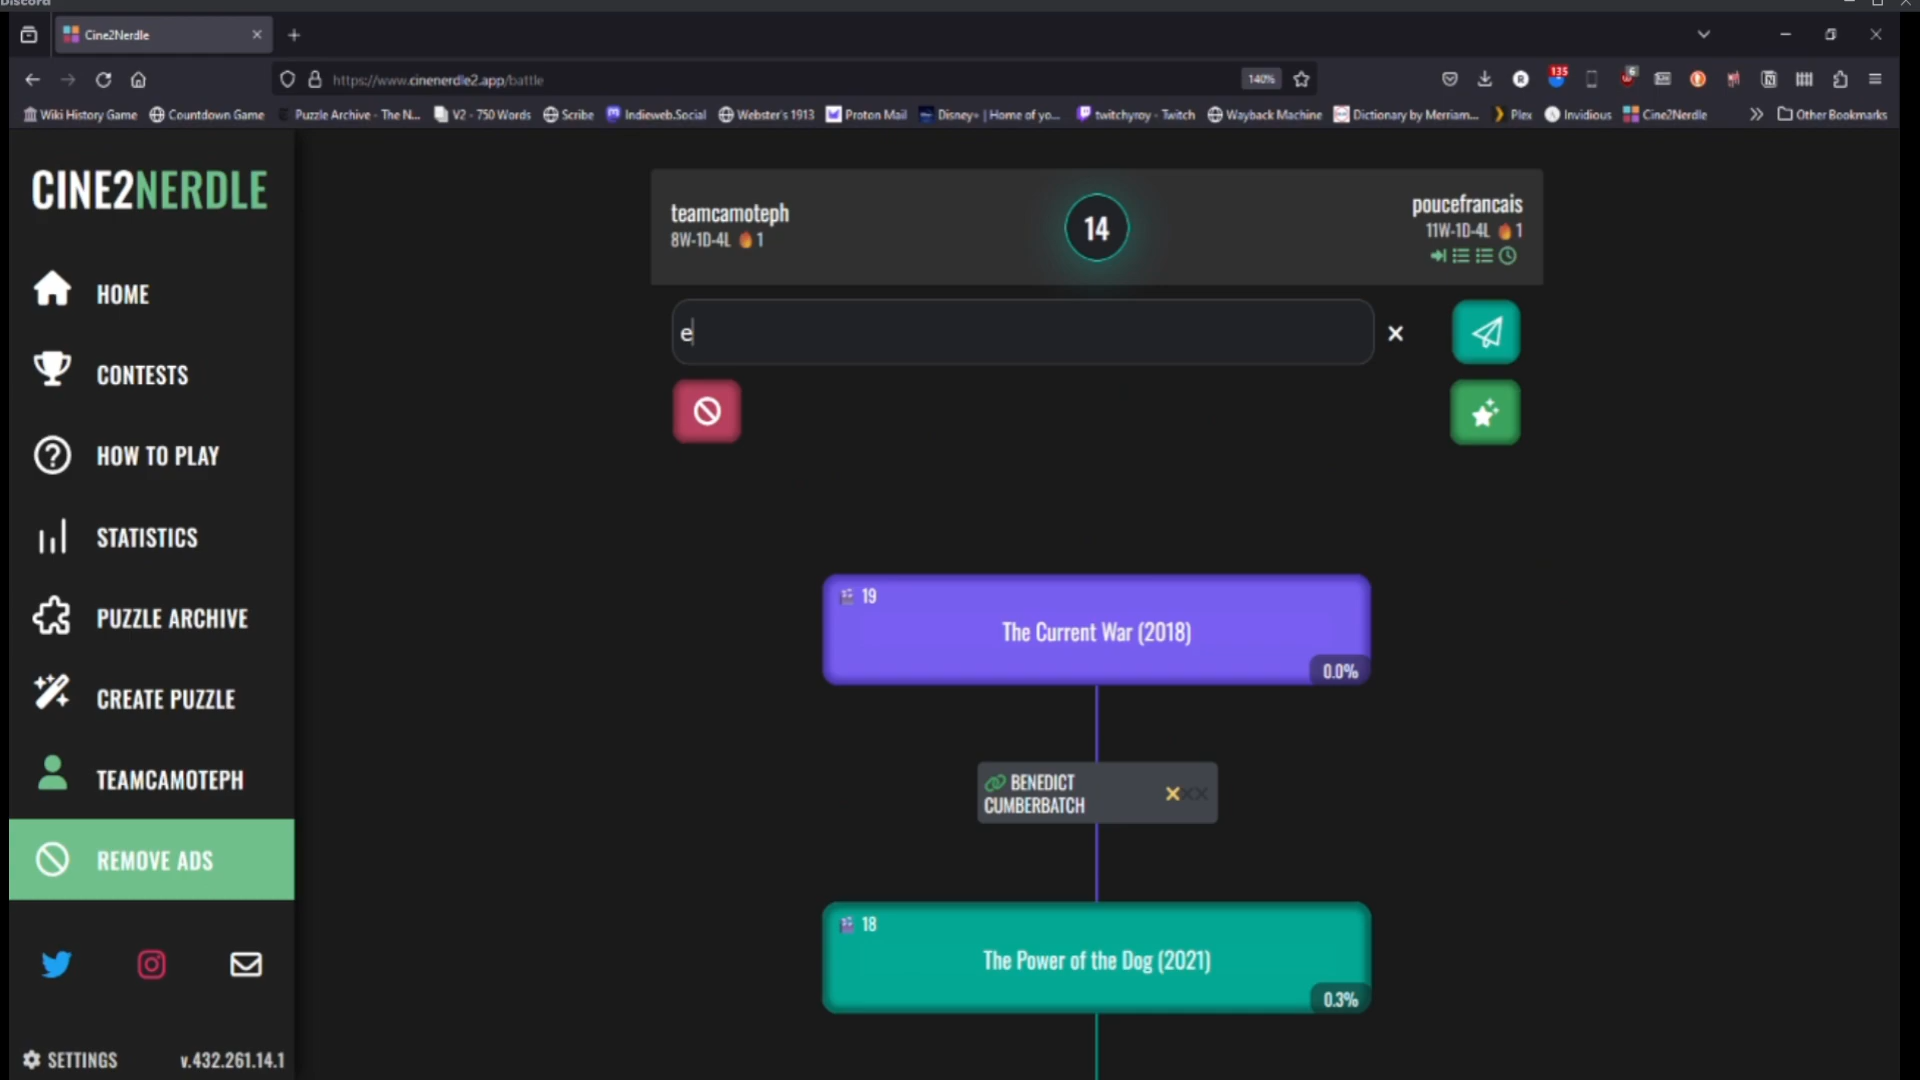 Discord
Cine2Nerdle
https://www.cinenerdle2.app/battle
140%
135
6
Wiki History Game
Countdown Game
Puzzle Archive - The N...
V2 - 750 Words
Scribe
Indieweb.Social
Webster's 1913
Proton Mail
Disney+ | Home of yo...
twitchyroy - Twitch
Wayback Machine
Dictionary by Merriam...
Plex
Invidious
Cine2Nerdle
Other Bookmarks
CINE2NERDLE
HOME
CONTESTS
HOW TO PLAY
STATISTICS
PUZZLE ARCHIVE
CREATE PUZZLE
TEAMCAMOTEPH
REMOVE ADS
SETTINGS v.432.261.14.1
teamcamoteph
8W-1D-4L 1
14
poucefrancais
11W-1D-4L 1
e
19
The Current War (2018)
0.0%
BENEDICT
CUMBERBATCH
18
The Power of the Dog (2021)
0.3%